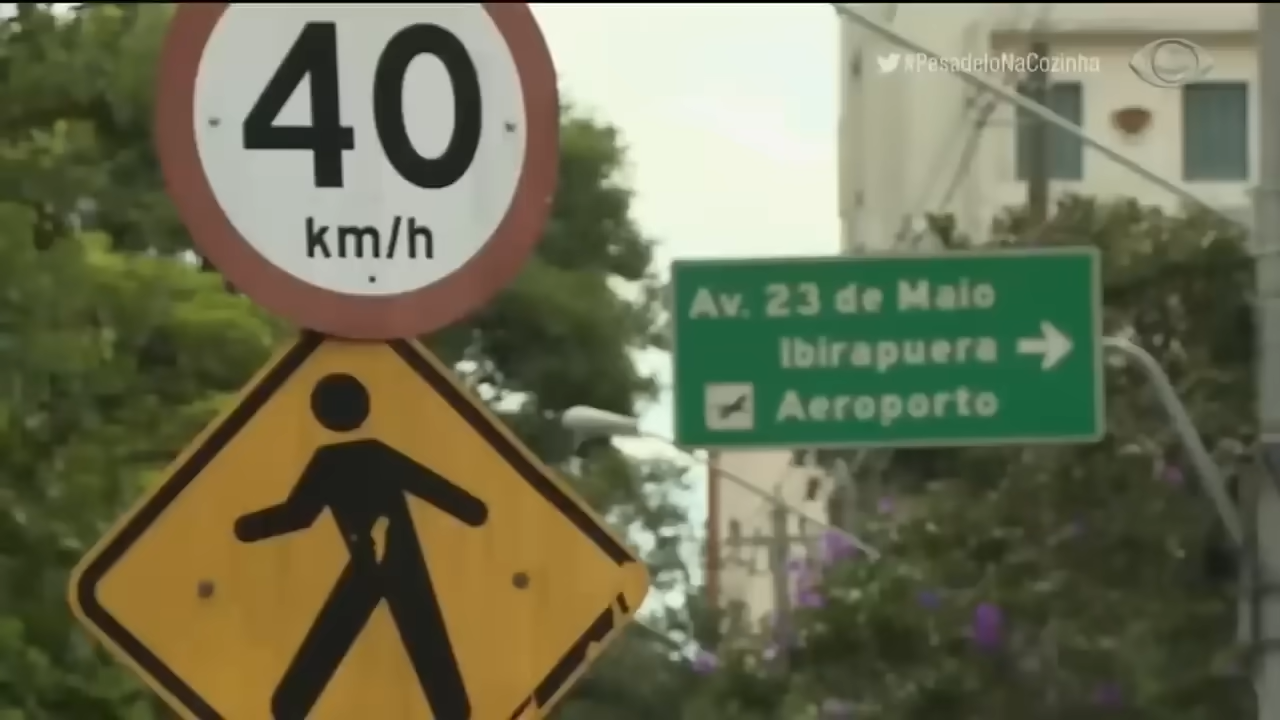 40
km/h
#PesadeloNaCozinha
Av. 23 de Maio
Ibirapuera
Aeroporto